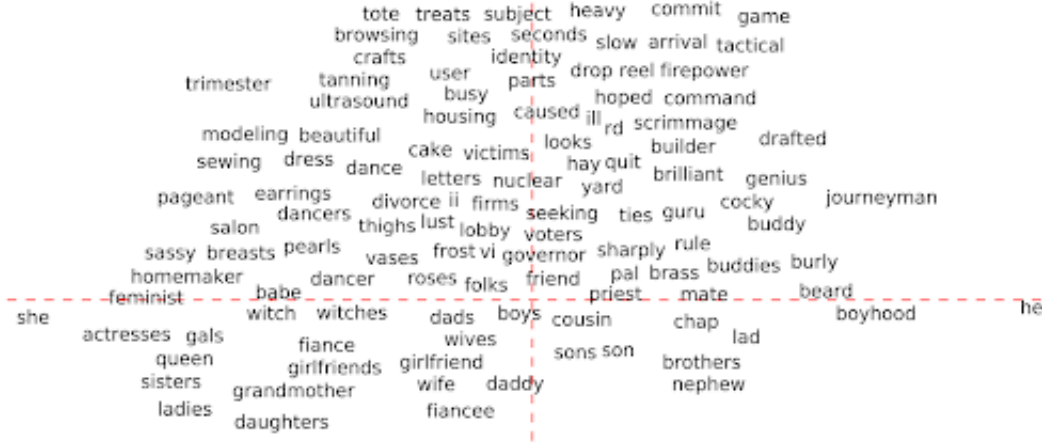 tote treats subject heavy commit game
browsing sites seconds slow arrival tactical
crafts identity
trimester tanning user parts drop reel firepower
ultrasound busy hoped command
housing caused ill rd scrimmage
modeling beautiful looks builder drafted
sewing dress dance cake victims hay quit
letters nuclear yard brilliant genius
pageant earrings divorce ii firms cocky journeyman
salon dancers thighs lust lobby seeking ties guru buddy
voters
sassy breasts pearls vases frost vi governor sharply rule
homemaker dancer roses folks friend pal brass buddies burly
feminist babe priest mate beard
she witch witches dads boys cousin chap boyhood he
actresses gals fiance wives lad
queen girlfriends girlfriend sons son brothers
sisters grandmother wife daddy nephew
ladies daughters fiancee